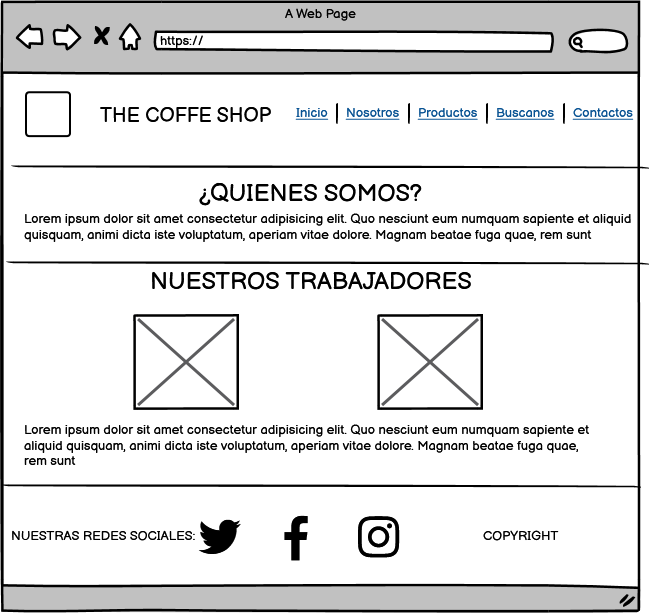 A Web Page
https://
THE COFFE SHOP
Inicio
Nosotros
Productos
Buscanos
Contactos
¿QUIENES SOMOS?
Lorem ipsum dolor sit amet consectetur adipisicing elit. Quo nesciunt eum numquam sapiente et aliquid
quisquam, animi dicta iste voluptatum, aperiam vitae dolore. Magnam beatae fuga quae, rem sunt
NUESTROS TRABAJADORES
Lorem ipsum dolor sit amet consectetur adipisicing elit. Quo nesciunt eum numquam sapiente et
aliquid quisquam, animi dicta iste voluptatum, aperiam vitae dolore. Magnam beatae fuga quae,
rem sunt
NUESTRAS REDES SOCIALES:
COPYRIGHT